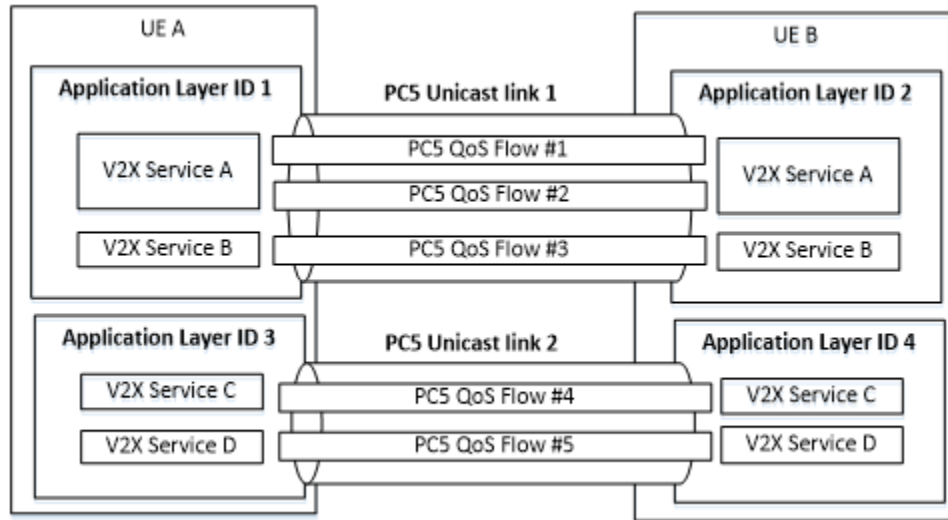 UE A
UE B
Application Layer ID 1
PC5 Unicast link 1
Application Layer ID 2
V2X Service A
PC5 QoS Flow #1
V2X Service A
PC5 QoS Flow #2
V2X Service B
PC5 QoS Flow #3
V2X Service B
Application Layer ID 3
PC5 Unicast link 2
Application Layer ID 4
V2X Service C
PC5 QoS Flow #4
V2X Service C
V2X Service D
PC5 QoS Flow #5
V2X Service D